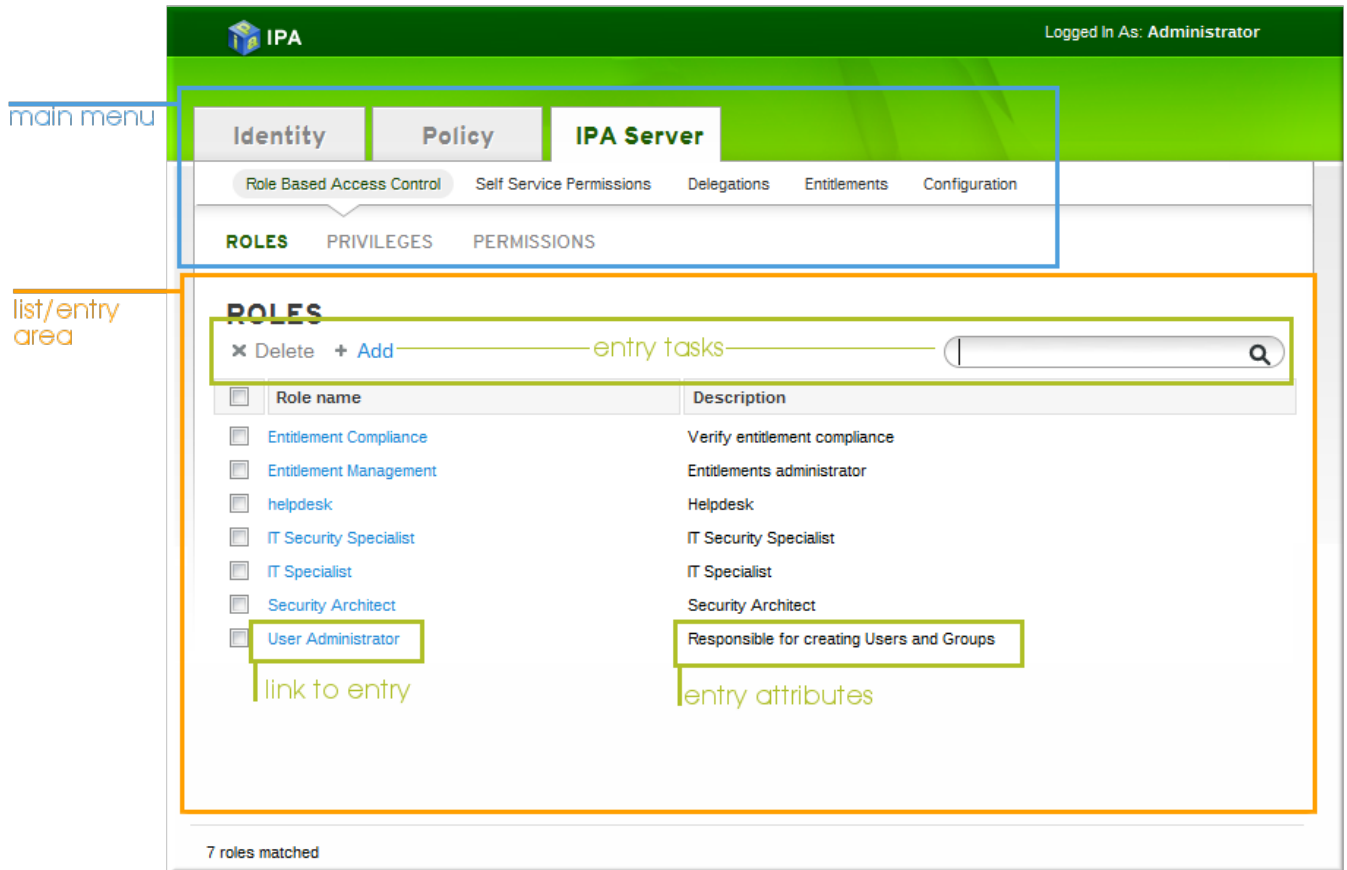 IPA
Logged In As: Administrator
main menu
Identity Policy IPA Server
Role Based Access Control Self Service Permissions Delegations Entitlements Configuration
ROLES PRIVILEGES PERMISSIONS
list/entry
area
ROLES
Delete + Add entry tasks
Role name Description
Entitlement Compliance Verify entitlement compliance
Entitlement Management Entitlements administrator
helpdesk Helpdesk
IT Security Specialist IT Security Specialist
IT Specialist IT Specialist
Security Architect Security Architect
User Administrator Responsible for creating Users and Groups
link to entry entry attributes
7 roles matched